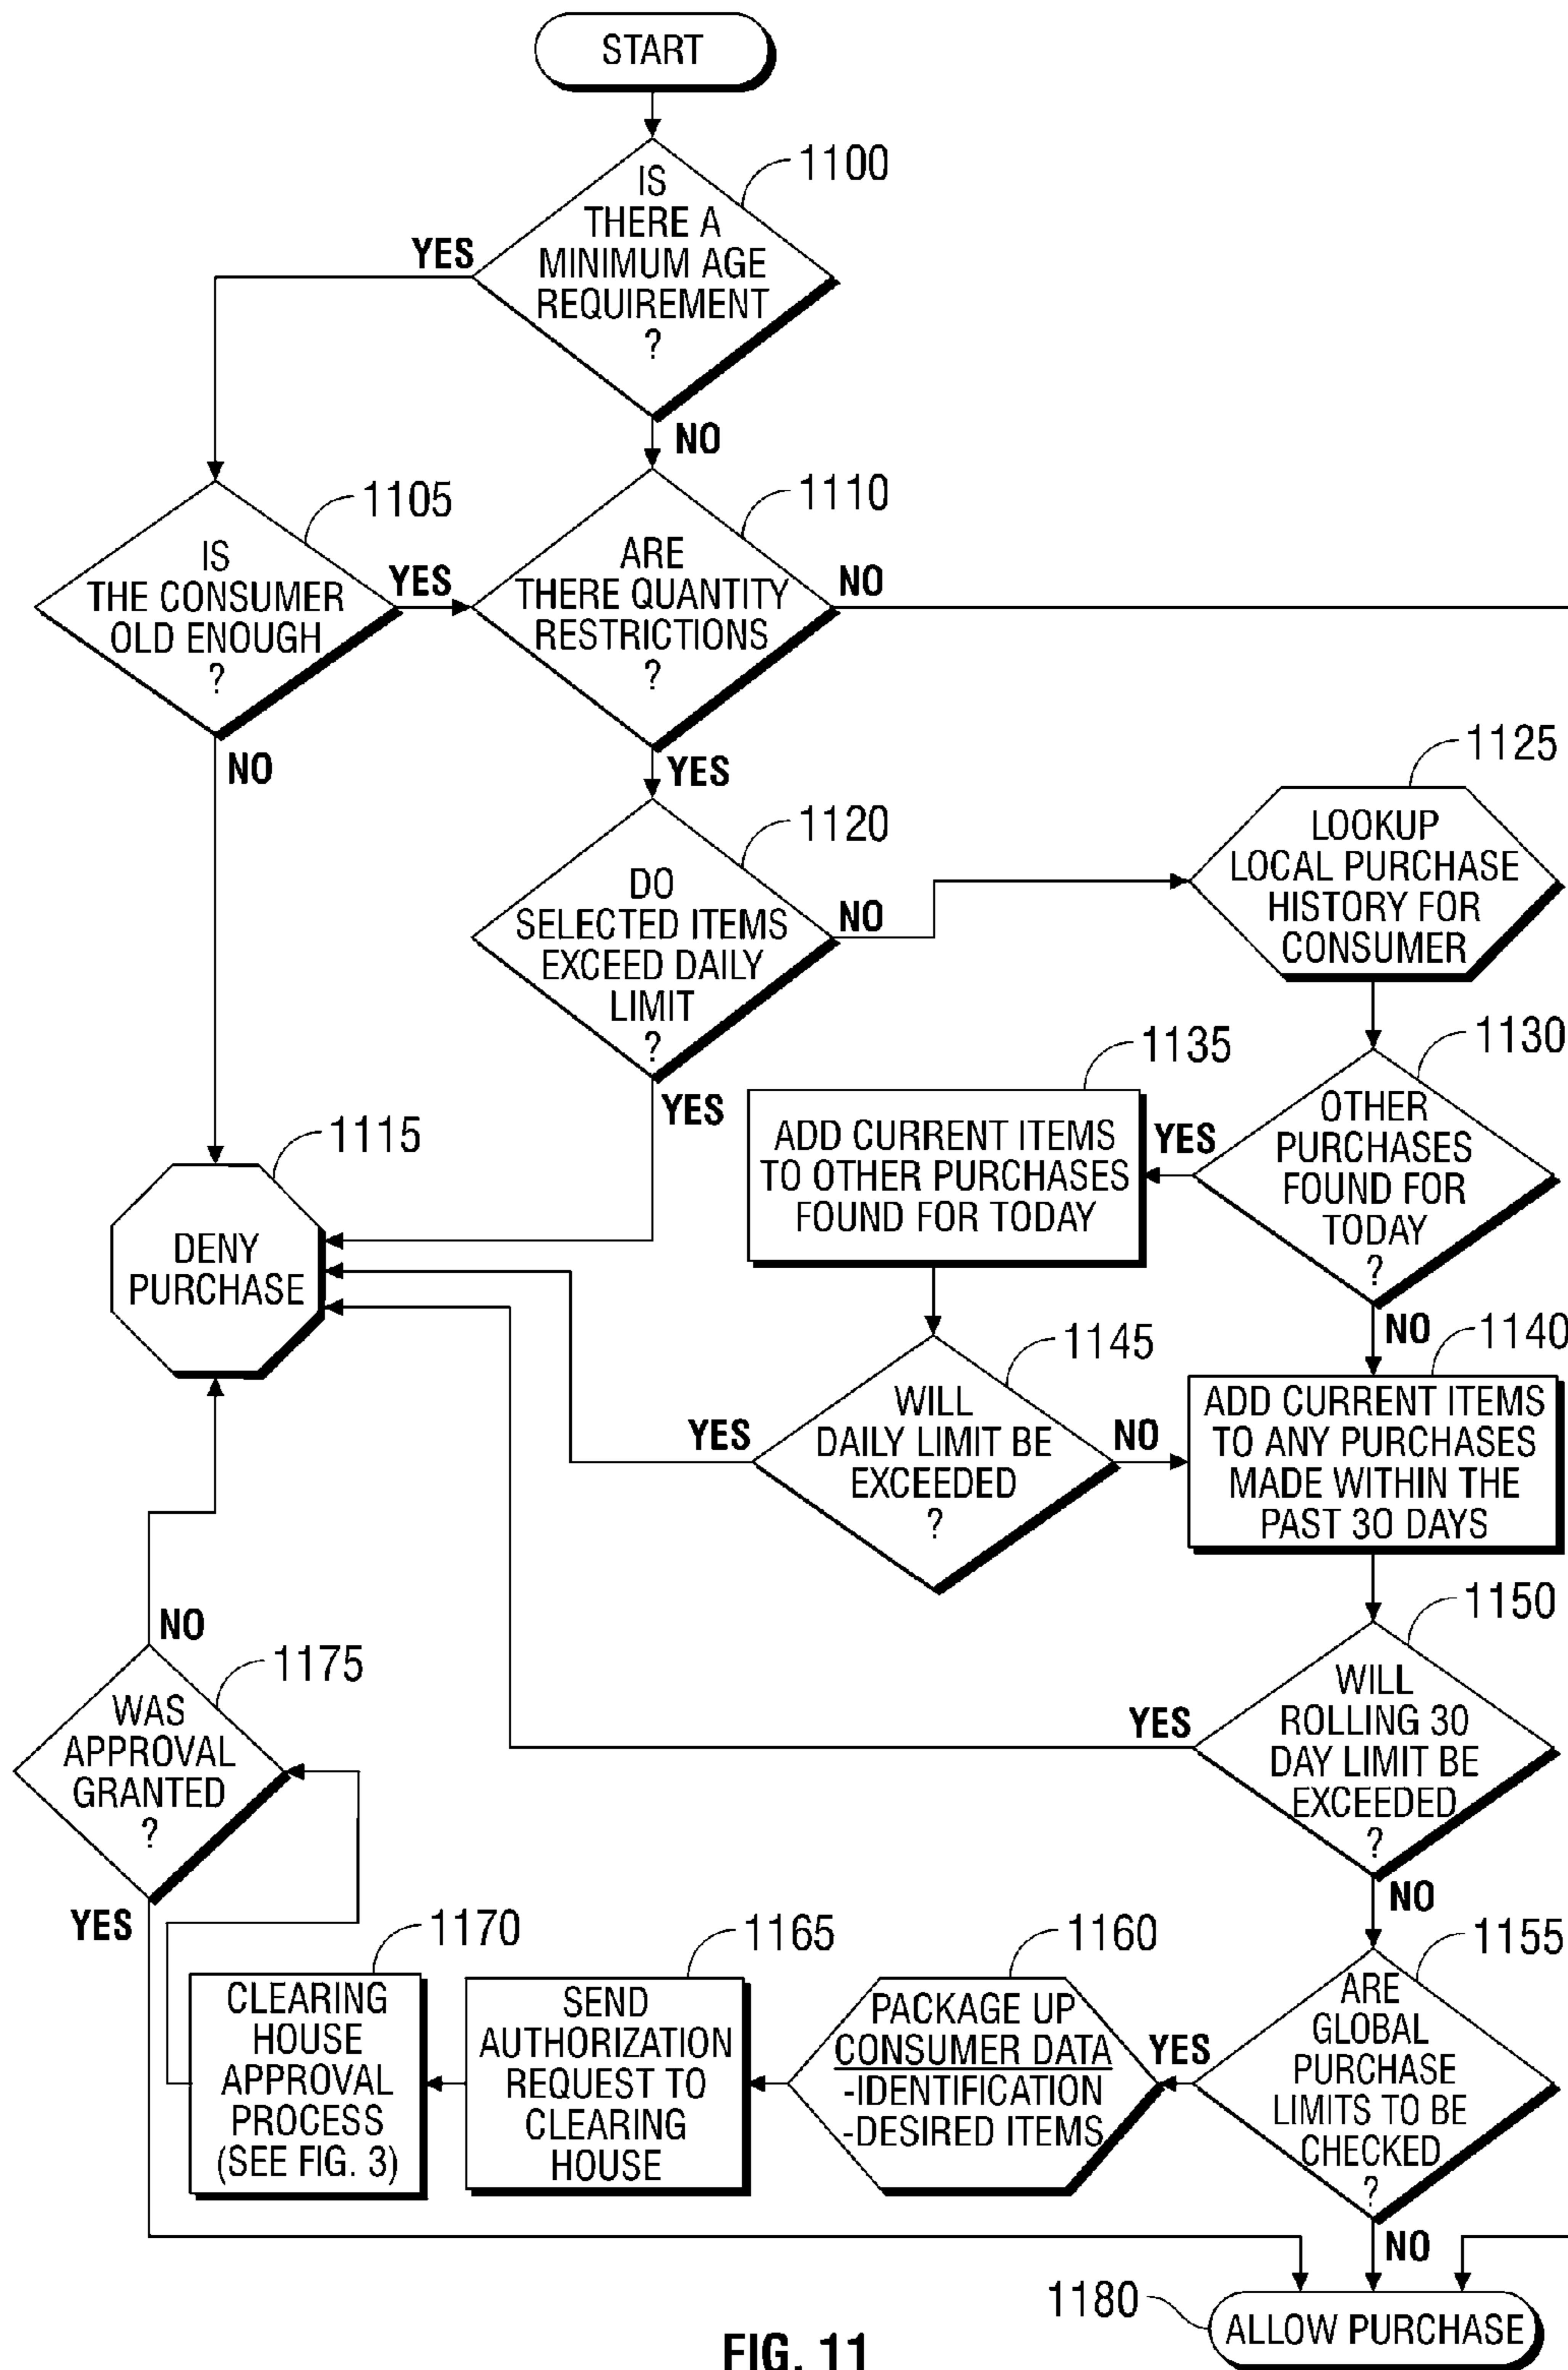 START
1100
IS
THERE A
MINIMUM AGE
REQUIREMENT
?
YES
NO
1105
IS
THE CONSUMER
OLD ENOUGH
?
YES
NO
1110
ARE
THERE QUANTITY
RESTRICTIONS
?
NO
YES
1120
DO
SELECTED ITEMS
EXCEED DAILY
LIMIT
?
NO
YES
1125
LOOKUP
LOCAL PURCHASE
HISTORY FOR
CONSUMER
1130
OTHER
PURCHASES
FOUND FOR
TODAY
?
YES
NO
1135
ADD CURRENT ITEMS
TO OTHER PURCHASES
FOUND FOR TODAY
1115
DENY
PURCHASE
1145
WILL
DAILY LIMIT BE
EXCEEDED
?
YES
NO
1140
ADD CURRENT ITEMS
TO ANY PURCHASES
MADE WITHIN THE
PAST 30 DAYS
1150
WILL
ROLLING 30
DAY LIMIT BE
EXCEEDED
?
YES
NO
NO
1175
WAS
APPROVAL
GRANTED
?
YES
1170
CLEARING
HOUSE
APPROVAL
PROCESS
(SEE FIG. 3)
1165
SEND
AUTHORIZATION
REQUEST TO
CLEARING
HOUSE
1160
PACKAGE UP
CONSUMER DATA
-IDENTIFICATION
-DESIRED ITEMS
YES
1155
ARE
GLOBAL
PURCHASE
LIMITS TO BE
CHECKED
?
NO
1180
ALLOW PURCHASE
FIG. 11